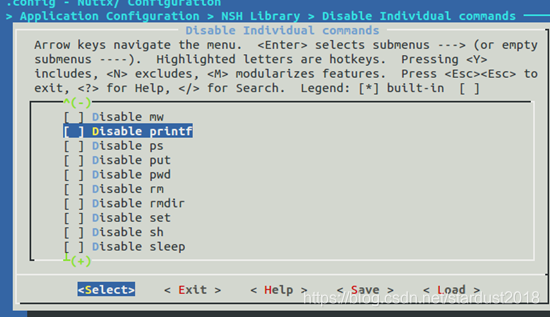 .config - NuttX/ Configuration
> Application Configuration > NSH Library > Disable Individual commands
Disable Individual commands
Arrow keys navigate the menu.  <Enter> selects submenus ---> (or empty
submenus ----).  Highlighted letters are hotkeys.  Pressing <Y>
includes, <N> excludes, <M> modularizes features.  Press <Esc><Esc> to
exit, <?> for Help, </> for Search.  Legend: [*] built-in  [ ]
^(-)
[ ] Disable mw
[ ] Disable printf
[ ] Disable ps
[ ] Disable put
[ ] Disable pwd
[ ] Disable rm
[ ] Disable rmdir
[ ] Disable set
[ ] Disable sh
[ ] Disable sleep
┴(+)
<Select>    < Exit >    < Help >    < Save >    < Load >
https://blog.csdn.net/stardust2018